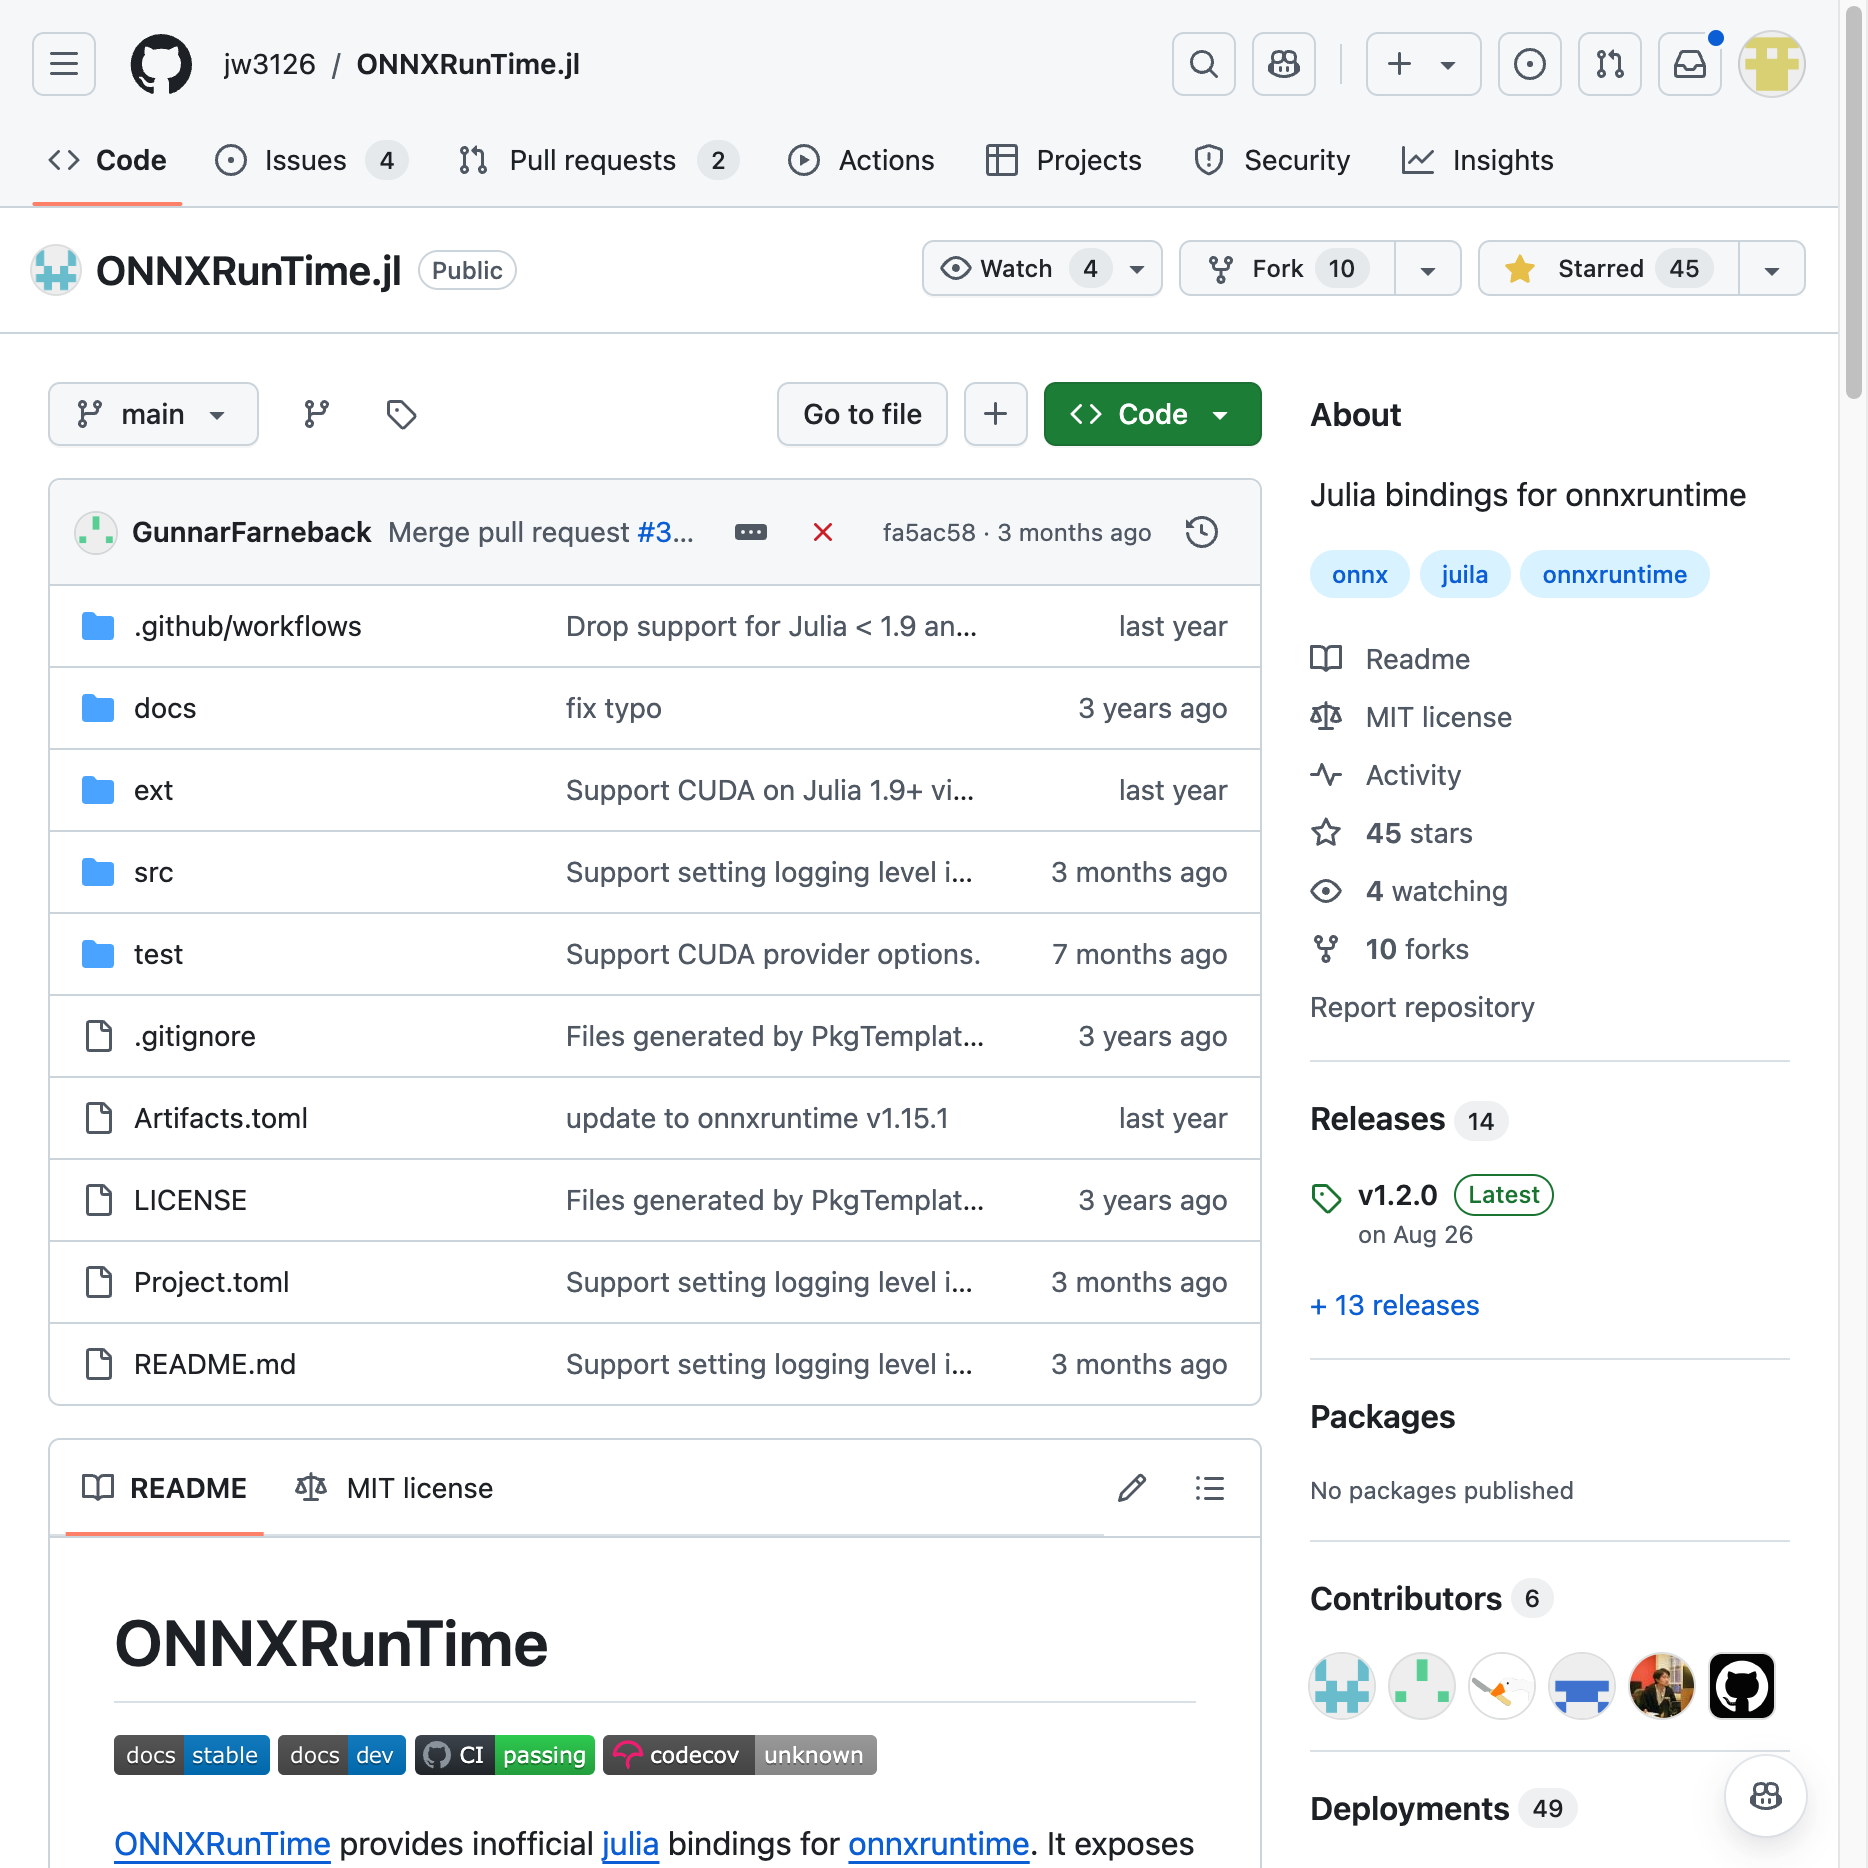 jw3126 / ONNXRunTime.jl
Code Issues 4 Pull requests 2 Actions Projects Security Insights
ONNXRunTime.jl Public Watch 4 Fork 10 Starred 45
main Go to file Code
GunnarFarneback Merge pull request #3... fa5ac58 · 3 months ago
.github/workflows Drop support for Julia < 1.9 an... last year
docs fix typo 3 years ago
ext Support CUDA on Julia 1.9+ vi... last year
src Support setting logging level i... 3 months ago
test Support CUDA provider options. 7 months ago
.gitignore Files generated by PkgTemplat... 3 years ago
Artifacts.toml update to onnxruntime v1.15.1 last year
LICENSE Files generated by PkgTemplat... 3 years ago
Project.toml Support setting logging level i... 3 months ago
README.md Support setting logging level i... 3 months ago
README MIT license
ONNXRunTime
docs stable docs dev CI passing codecov unknown
ONNXRunTime provides inofficial julia bindings for onnxruntime. It exposes
About
Julia bindings for onnxruntime
onnx juila onnxruntime
Readme
MIT license
Activity
45 stars
4 watching
10 forks
Report repository
Releases 14
v1.2.0 Latest
on Aug 26
+ 13 releases
Packages
No packages published
Contributors 6
Deployments 49